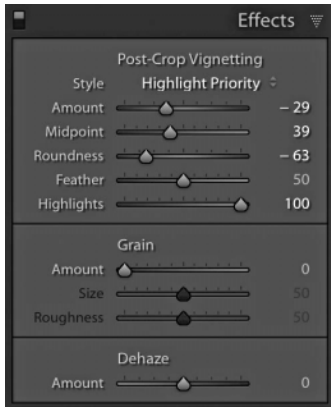 Effects
Post-Crop Vignetting
Style Highlight Priority
Amount – 29
Midpoint 39
Roundness – 63
Feather 50
Highlights 100
Grain
Amount 0
Size 50
Roughness 50
Dehaze
Amount 0